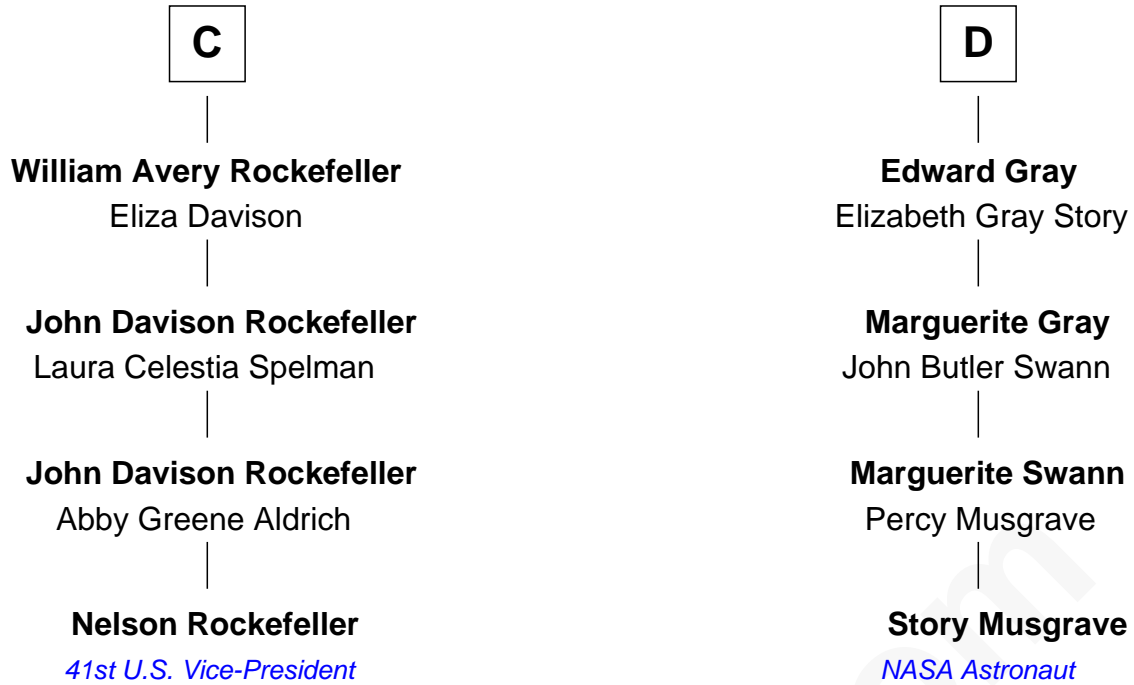 C
William Avery Rockefeller
Eliza Davison
John Davison Rockefeller
Laura Celestia Spelman
John Davison Rockefeller
Abby Greene Aldrich
Nelson Rockefeller
41st U.S. Vice-President
D
Edward Gray
Elizabeth Gray Story
Marguerite Gray
John Butler Swann
Marguerite Swann
Percy Musgrave
Story Musgrave
NASA Astronaut